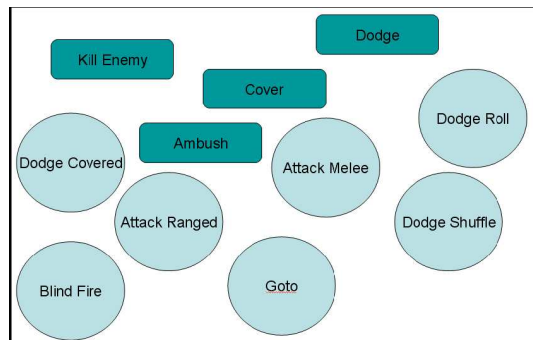 Dodge
Kill Enemy
Cover
Dodge Roll
Ambush
Dodge Covered
Attack Melee
Attack Ranged
Dodge Shuffle
Blind Fire
Goto